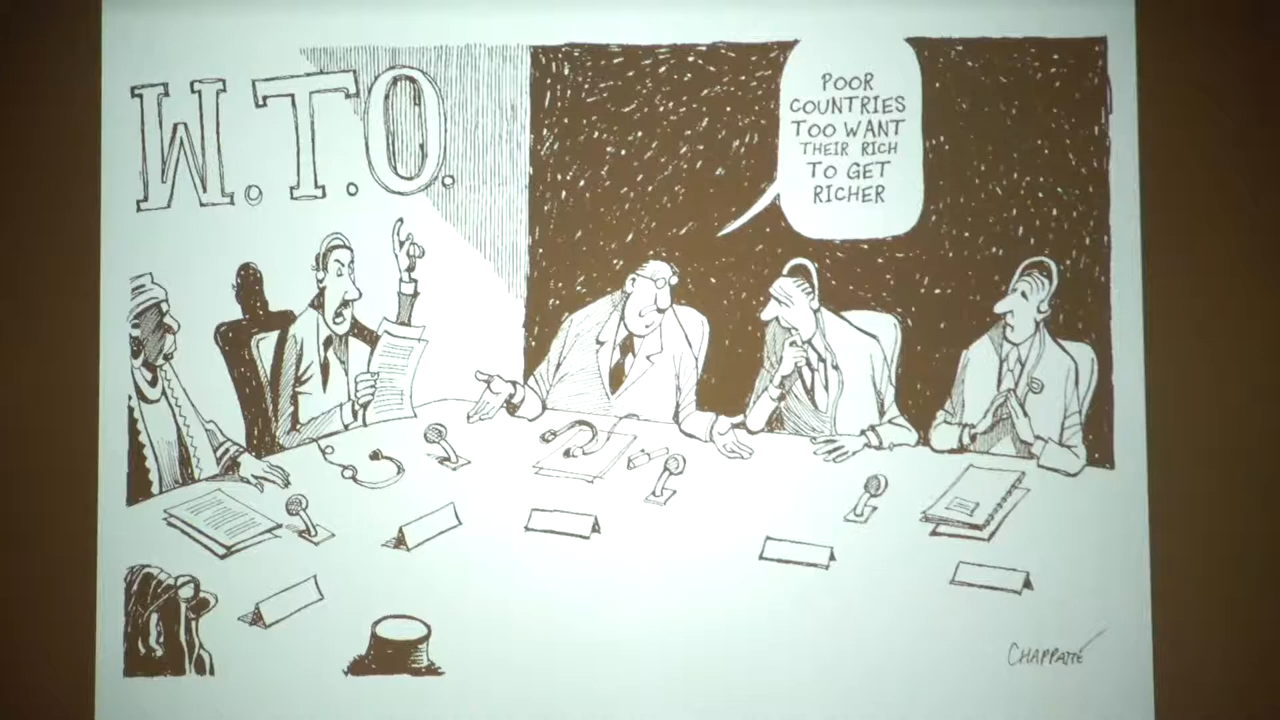 W.T.O.
POOR
COUNTRIES
TOO WANT
THEIR RICH
TO GET
RICHER
CHAPPATTE